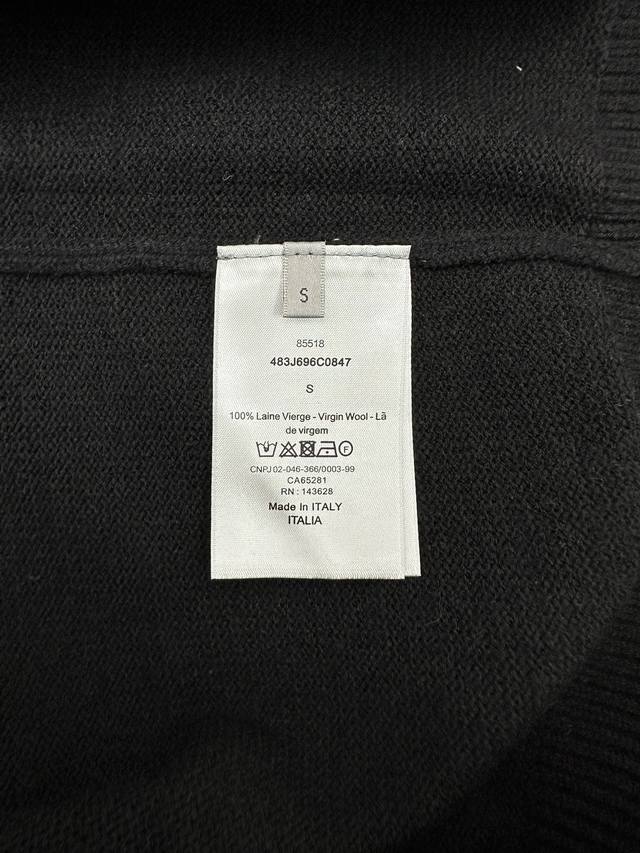 S
85518
483J696C0847
S
100% Laine Vierge - Virgin Wool - Lã
de virgem
CNPJ 02-046-366/0003-99
CA65281
RN : 143628
Made In ITALY
ITALIA